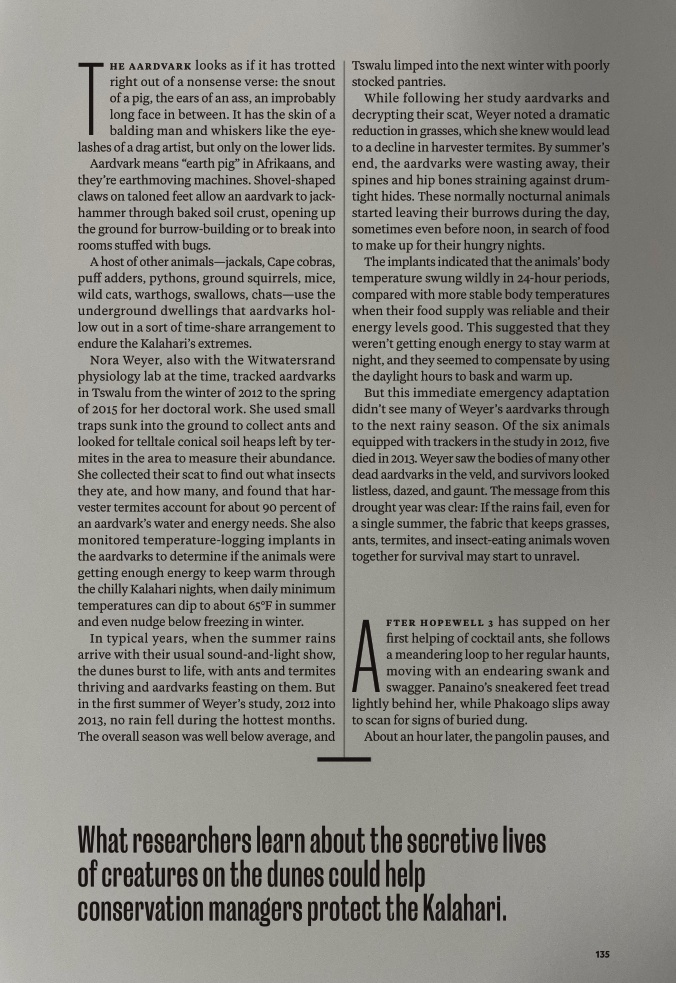 THE AARDVARK looks as if it has trotted
right out of a nonsense verse: the snout
of a pig, the ears of an ass, an improbably
long face in between. It has the skin of a
balding man and whiskers like the eye-
lashes of a drag artist, but only on the lower lids.
Aardvark means “earth pig” in Afrikaans, and
they’re earthmoving machines. Shovel-shaped
claws on taloned feet allow an aardvark to jack-
hammer through baked soil crust, opening up
the ground for burrow-building or to break into
rooms stuffed with bugs.
A host of other animals—jackals, Cape cobras,
puff adders, pythons, ground squirrels, mice,
wild cats, warthogs, swallows, chats—use the
underground dwellings that aardvarks hol-
low out in a sort of time-share arrangement to
endure the Kalahari’s extremes.
Nora Weyer, also with the Witwatersrand
physiology lab at the time, tracked aardvarks
in Tswalu from the winter of 2012 to the spring
of 2015 for her doctoral work. She used small
traps sunk into the ground to collect ants and
looked for telltale conical soil heaps left by ter-
mites in the area to measure their abundance.
She collected their scat to find out what insects
they ate, and how many, and found that har-
vester termites account for about 90 percent of
an aardvark’s water and energy needs. She also
monitored temperature-logging implants in
the aardvarks to determine if the animals were
getting enough energy to keep warm through
the chilly Kalahari nights, when daily minimum
temperatures can dip to about 65°F in summer
and even nudge below freezing in winter.
In typical years, when the summer rains
arrive with their usual sound-and-light show,
the dunes burst to life, with ants and termites
thriving and aardvarks feasting on them. But
in the first summer of Weyer’s study, 2012 into
2013, no rain fell during the hottest months.
The overall season was well below average, and
Tswalu limped into the next winter with poorly
stocked pantries.
While following her study aardvarks and
decrypting their scat, Weyer noted a dramatic
reduction in grasses, which she knew would lead
to a decline in harvester termites. By summer’s
end, the aardvarks were wasting away, their
spines and hip bones straining against drum-
tight hides. These normally nocturnal animals
started leaving their burrows during the day,
sometimes even before noon, in search of food
to make up for their hungry nights.
The implants indicated that the animals’ body
temperature swung wildly in 24-hour periods,
compared with more stable body temperatures
when their food supply was reliable and their
energy levels good. This suggested that they
weren’t getting enough energy to stay warm at
night, and they seemed to compensate by using
the daylight hours to bask and warm up.
But this immediate emergency adaptation
didn’t see many of Weyer’s aardvarks through
to the next rainy season. Of the six animals
equipped with trackers in the study in 2012, five
died in 2013. Weyer saw the bodies of many other
dead aardvarks in the veld, and survivors looked
listless, dazed, and gaunt. The message from this
drought year was clear: If the rains fail, even for
a single summer, the fabric that keeps grasses,
ants, termites, and insect-eating animals woven
together for survival may start to unravel.
AFTER HOPEWELL 3 has supped on her
first helping of cocktail ants, she follows
a meandering loop to her regular haunts,
moving with an endearing swank and
swagger. Panaino’s sneakered feet tread
lightly behind her, while Phakoago slips away
to scan for signs of buried dung.
About an hour later, the pangolin pauses, and
What researchers learn about the secretive lives
of creatures on the dunes could help
conservation managers protect the Kalahari.
135